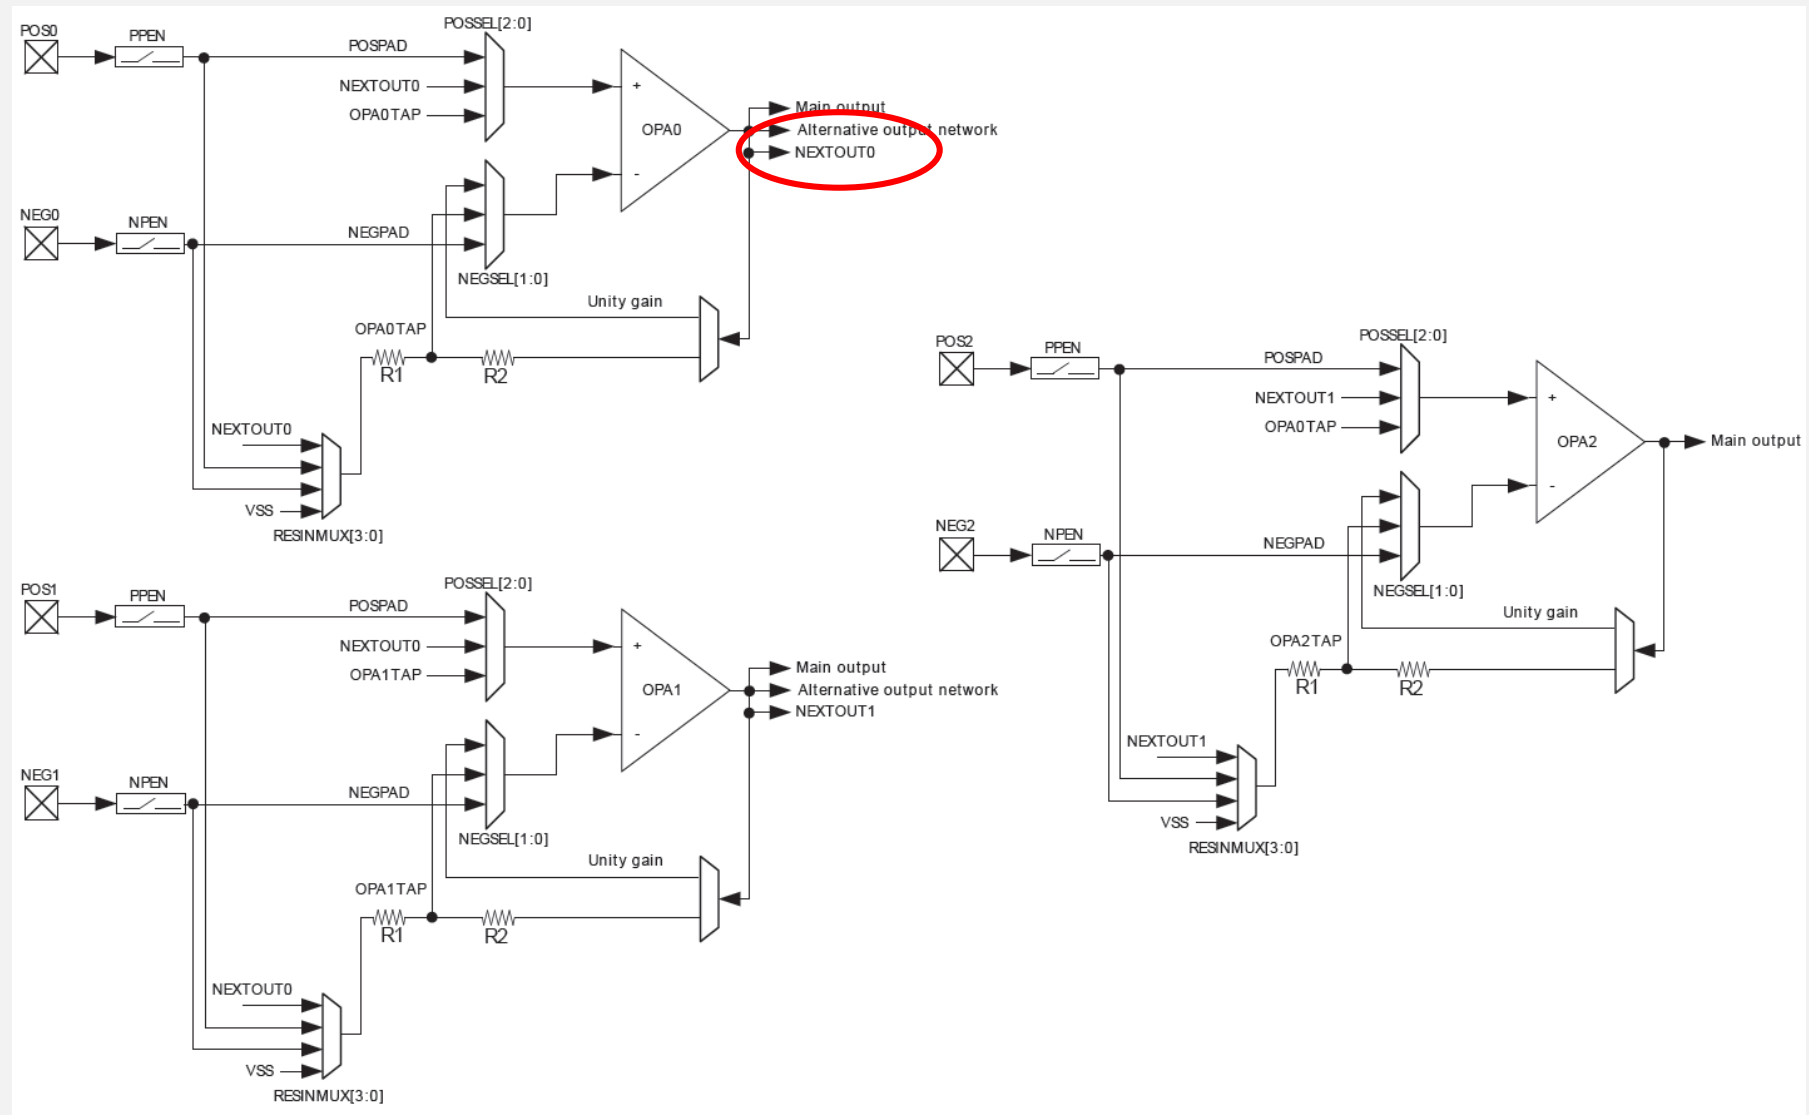 POS0
PPEN
POSSEL[2:0]
POSPAD
NEXTOUT0
OPA0TAP
+
OPA0
-
Main output
Alternative output network
NEXTOUT0
NEG0
NPEN
NEGPAD
NEGSEL[1:0]
Unity gain
OPA0TAP
R1
R2
NEXTOUT0
VSS
RESINMUX[3:0]
POS1
PPEN
POSSEL[2:0]
POSPAD
NEXTOUT0
OPA1TAP
+
OPA1
-
Main output
Alternative output network
NEXTOUT1
NEG1
NPEN
NEGPAD
NEGSEL[1:0]
Unity gain
OPA1TAP
R1
R2
NEXTOUT0
VSS
RESINMUX[3:0]
POS2
PPEN
POSSEL[2:0]
POSPAD
NEXTOUT1
OPA0TAP
+
OPA2
-
Main output
NEG2
NPEN
NEGPAD
NEGSEL[1:0]
Unity gain
OPA2TAP
R1
R2
NEXTOUT1
VSS
RESINMUX[3:0]